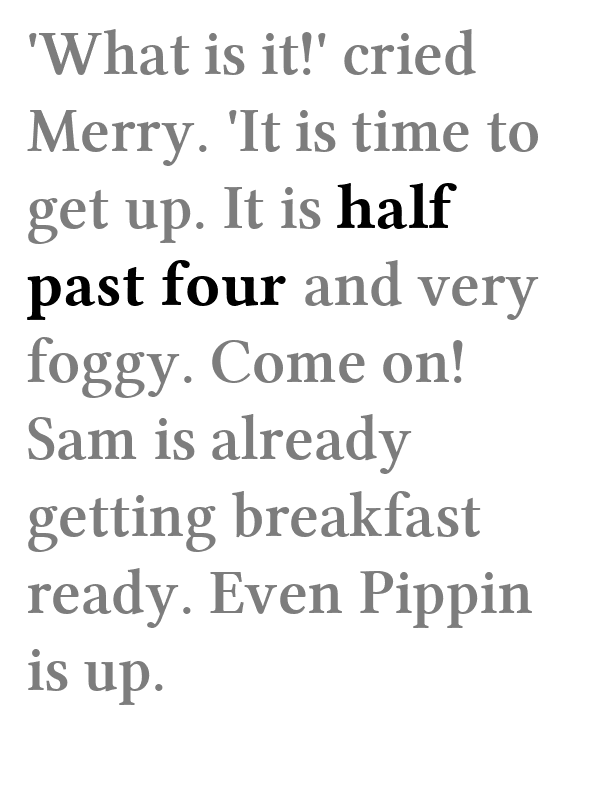 'What is it!' cried
Merry. 'It is time to
get up. It is half
past four and very
foggy. Come on!
Sam is already
getting breakfast
ready. Even Pippin
is up.